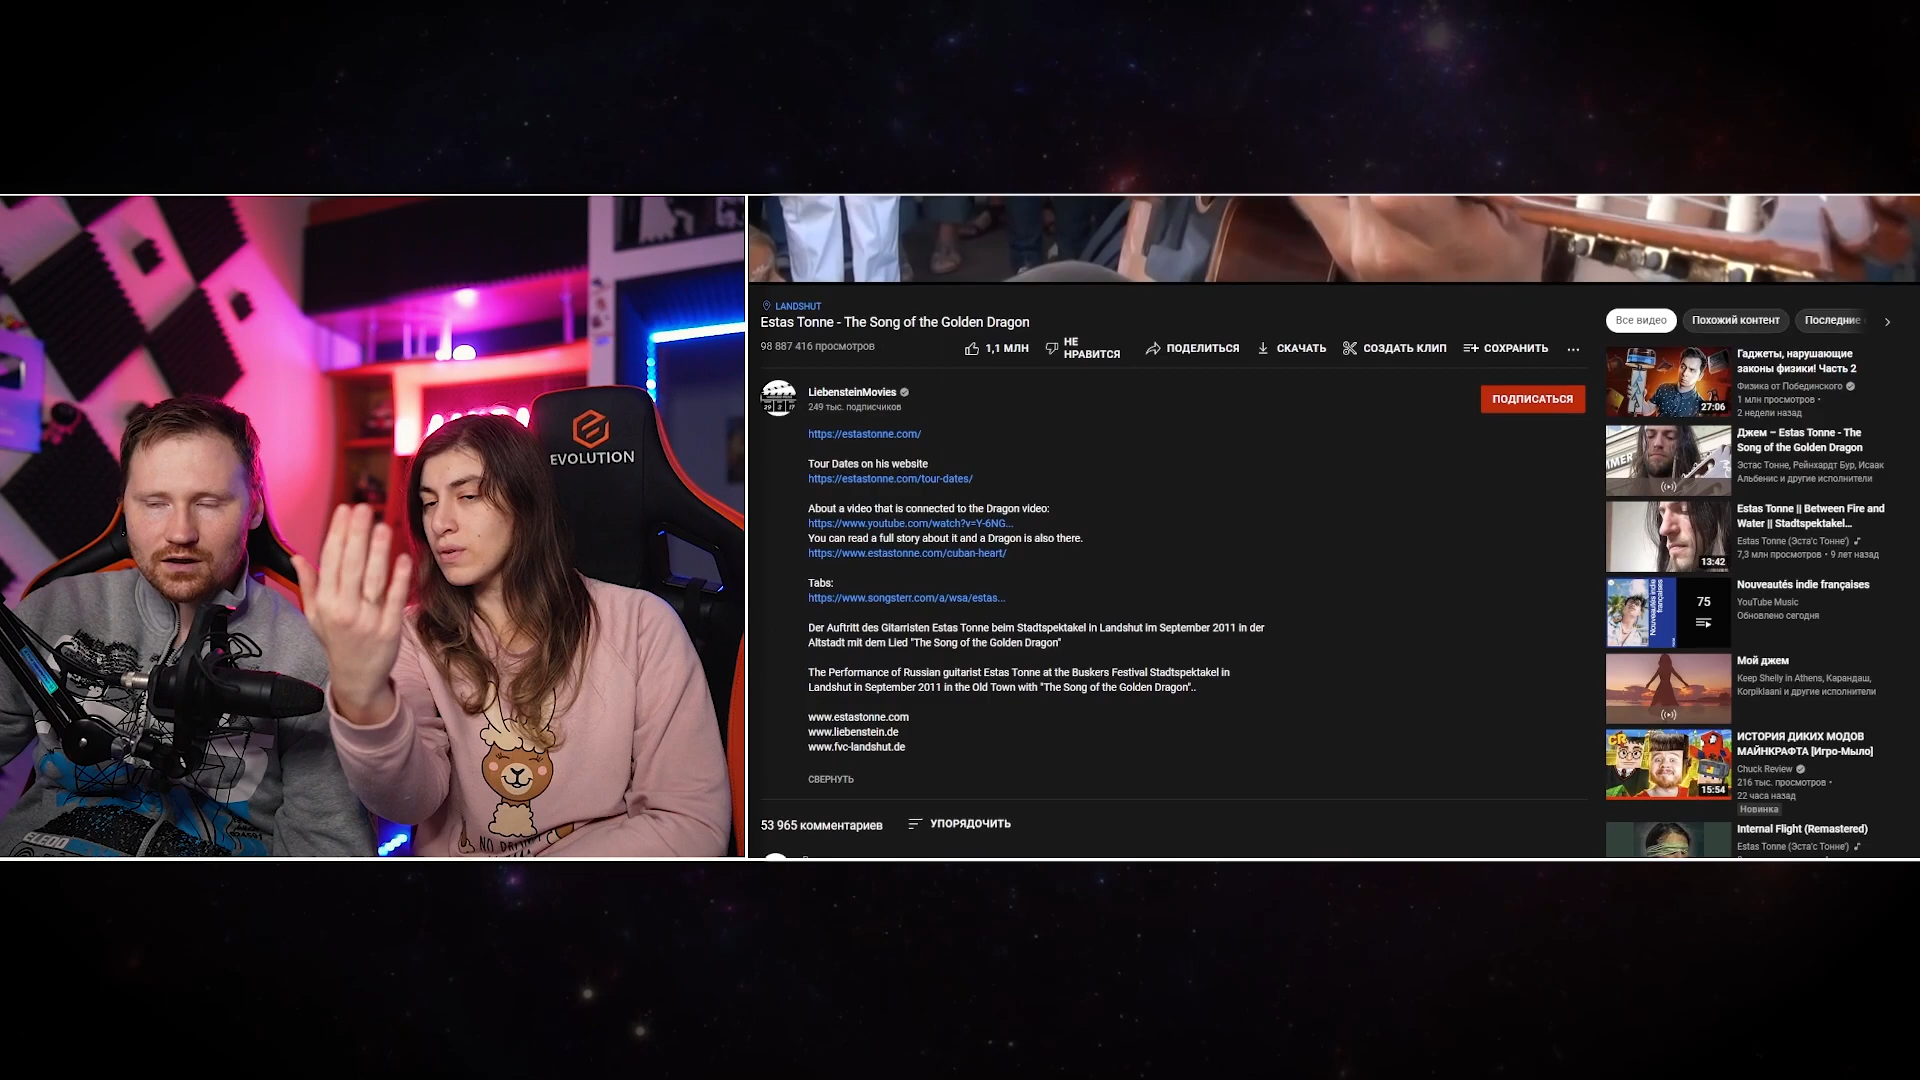 EVOLUTION
LANDSHUT
Estas Tonne - The Song of the Golden Dragon
98 887 416 просмотров
1,1 МЛН
НЕ
НРАВИТСЯ
ПОДЕЛИТЬСЯ
СКАЧАТЬ
СОЗДАТЬ КЛИП
СОХРАНИТЬ
LiebensteinMovies
249 тыс. подписчиков
ПОДПИСАТЬСЯ
https://estastonne.com/
Tour Dates on his website
https://estastonne.com/tour-dates/
About a video that is connected to the Dragon video:
https://www.youtube.com/watch?v=Y-6NG...
You can read a full story about it and a Dragon is also there.
https://www.estastonne.com/cuban-heart/
Tabs:
https://www.songsterr.com/a/wsa/estas...
Der Auftritt des Gitarristen Estas Tonne beim Stadtspektakel in Landshut im September 2011 in der
Altstadt mit dem Lied "The Song of the Golden Dragon"
The Performance of Russian guitarist Estas Tonne at the Buskers Festival Stadtspektakel in
Landshut in September 2011 in the Old Town with "The Song of the Golden Dragon"..
www.estastonne.com
www.liebenstein.de
www.fvc-landshut.de
СВЕРНУТЬ
53 965 комментариев
УПОРЯДОЧИТЬ
Все видео
Похожий контент
Последние
27:06
Гаджеты, нарушающие
законы физики! Часть 2
Физика от Побединского
1 млн просмотров •
2 недели назад
Джем – Estas Tonne - The
Song of the Golden Dragon
Эстас Тонне, Рейнхардт Бур, Исаак
Альбенис и другие исполнители
13:42
Estas Tonne || Between Fire and
Water || Stadtspektakel...
Estas Tonne (Эста'с Тонне')
7,3 млн просмотров • 9 лет назад
Nouveautés indie
françaises
75
Nouveautés indie françaises
YouTube Music
Обновлено сегодня
Мой джем
Keep Shelly in Athens, Карандаш,
Korpiklaani и другие исполнители
15:54
ИСТОРИЯ ДИКИХ МОДОВ
МАЙНКРАФТА [Игро-Мыло]
Chuck Review
216 тыс. просмотров •
22 часа назад
Новинка
Internal Flight (Remastered)
Estas Tonne (Эста'с Тонне')